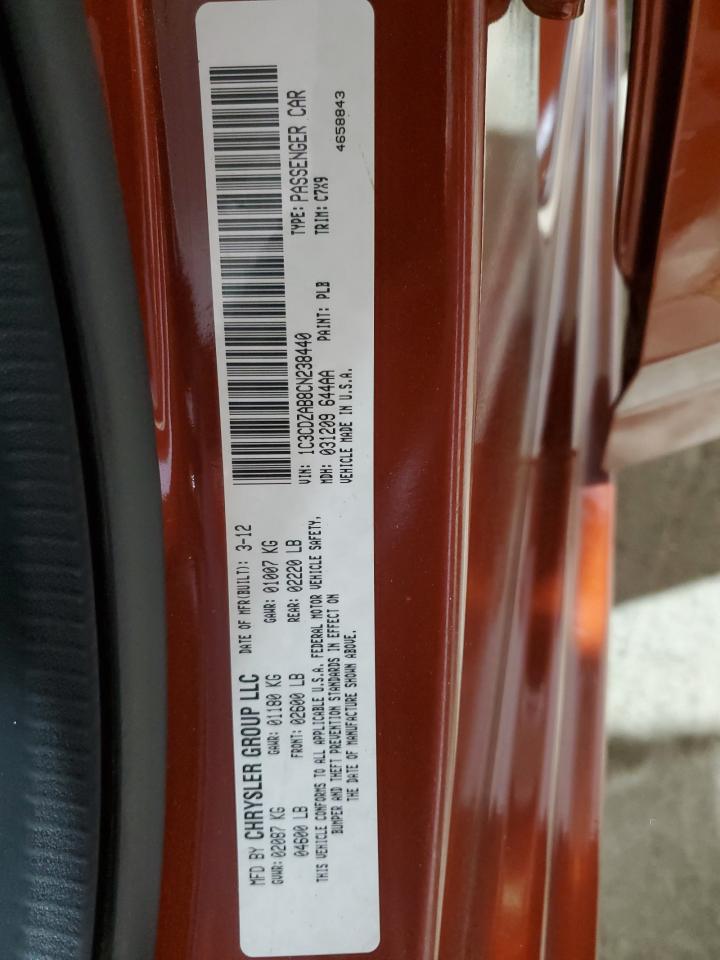 MFD BY CHRYSLER GROUP LLC DATE OF MFR(BUILT): 3-12
GVWR: 02087 KG GAWR: 01180 KG GAWR: 01007 KG
04600 LB FRONT: 02600 LB REAR: 02220 LB
THIS VEHICLE CONFORMS TO ALL APPLICABLE U.S.A. FEDERAL MOTOR VEHICLE SAFETY,
BUMPER AND THEFT PREVENTION STANDARDS IN EFFECT ON
THE DATE OF MANUFACTURE SHOWN ABOVE.
VIN: 1C3CDZAB8CN238440 TYPE: PASSENGER CAR
MDH: 031209 644AA PAINT: PLB TRIM: C7X9
VEHICLE MADE IN U.S.A. 4658843